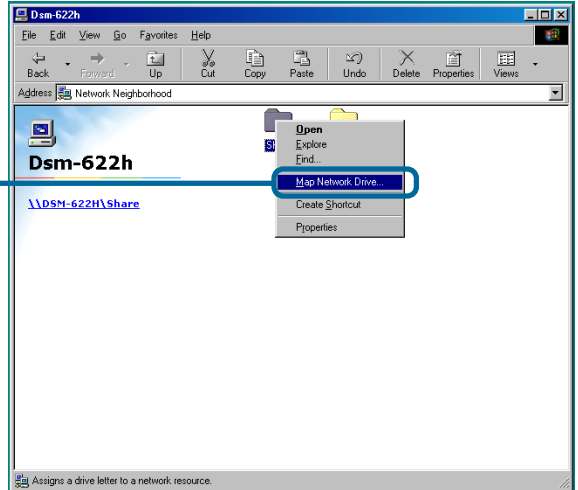 Dsm-622h
File Edit View Go Favorites Help
Back Forward Up Cut Copy Paste Undo Delete Properties Views
Address Network Neighborhood
Open
Explore
Find...
Map Network Drive...
Create Shortcut
Properties
Dsm-622h
\\DSM-622H\Share
Assigns a drive letter to a network resource.